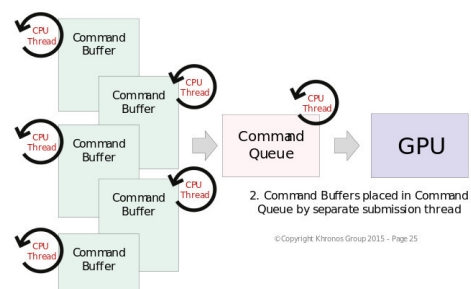 CPU
Thread
Command
Buffer
Command
Buffer
CPU
Thread
CPU
Thread
Command
Buffer
Command
Buffer
CPU
Thread
CPU
Thread
Command
Buffer
CPU
Thread
Command
Queue
GPU
2. Command Buffers placed in Command
Queue by separate submission thread
©Copyright Khronos Group 2015 - Page 25